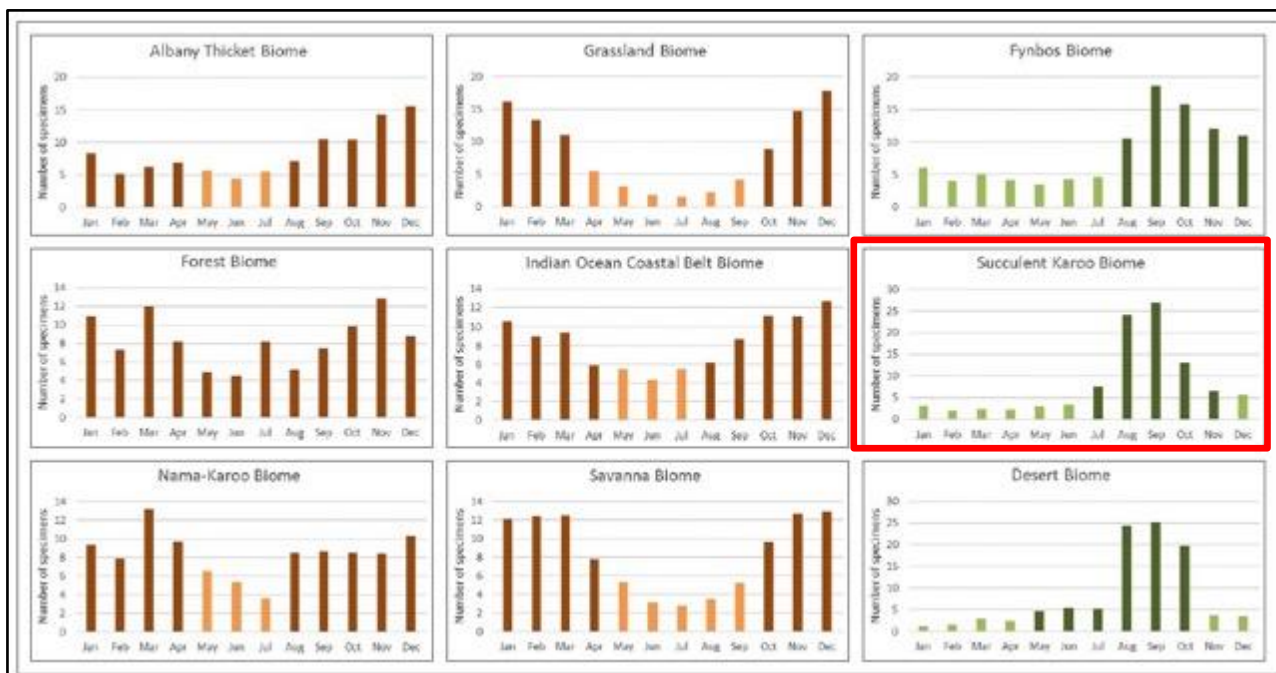 Albany Thicket Biome
Number of specimens
20
15
10
5
0
Jan Feb Mar Apr May Jun Jul Aug Sep Oct Nov Dec
Grassland Biome
Number of specimens
20
15
10
5
0
Jan Feb Mar Apr May Jun Jul Aug Sep Oct Nov Dec
Fynbos Biome
Number of specimens
20
15
10
5
0
Jan Feb Mar Apr May Jun Jul Aug Sep Oct Nov Dec
Forest Biome
Number of specimens
14
12
10
8
6
4
2
0
Jan Feb Mar Apr May Jun Jul Aug Sep Oct Nov Dec
Indian Ocean Coastal Belt Biome
Number of specimens
14
12
10
8
6
4
2
0
Jan Feb Mar Apr May Jun Jul Aug Sep Oct Nov Dec
Succulent Karoo Biome
Number of specimens
30
25
20
15
10
5
0
Jan Feb Mar Apr May Jun Jul Aug Sep Oct Nov Dec
Nama-Karoo Biome
Number of specimens
14
12
10
8
6
4
2
0
Jan Feb Mar Apr May Jun Jul Aug Sep Oct Nov Dec
Savanna Biome
Number of specimens
14
12
10
8
6
4
2
0
Jan Feb Mar Apr May Jun Jul Aug Sep Oct Nov Dec
Desert Biome
Number of specimens
30
25
20
15
10
5
0
Jan Feb Mar Apr May Jun Jul Aug Sep Oct Nov Dec